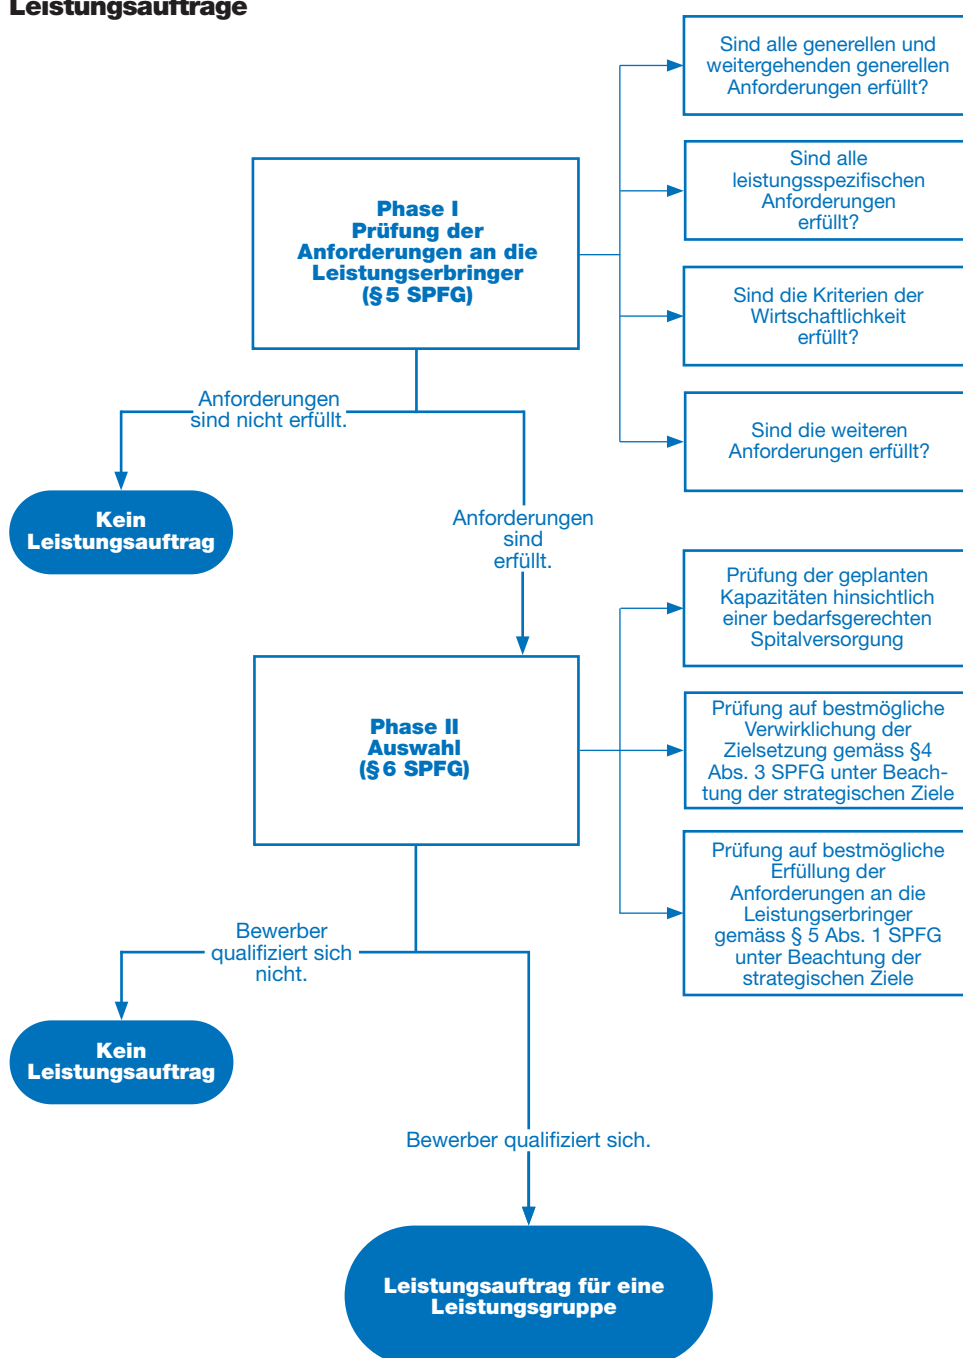 Leistungsaufträge
Sind alle generellen und
weitergehenden generellen
Anforderungen erfüllt?
Sind alle
leistungsspezifischen
Anforderungen
erfüllt?
Phase I
Prüfung der
Anforderungen an die
Leistungserbringer
(§ 5 SPFG)
Sind die Kriterien der
Wirtschaftlichkeit
erfüllt?
Sind die weiteren
Anforderungen erfüllt?
Anforderungen
sind nicht erfüllt.
Kein
Leistungsauftrag
Anforderungen
sind
erfüllt.
Prüfung der geplanten
Kapazitäten hinsichtlich
einer bedarfsgerechten
Spitalversorgung
Phase II
Auswahl
(§ 6 SPFG)
Prüfung auf bestmögliche
Verwirklichung der
Zielsetzung gemäss §4
Abs. 3 SPFG unter Beach-
tung der strategischen Ziele
Prüfung auf bestmögliche
Erfüllung der
Anforderungen an die
Leistungserbringer
gemäss § 5 Abs. 1 SPFG
unter Beachtung der
strategischen Ziele
Bewerber
qualifiziert sich
nicht.
Kein
Leistungsauftrag
Bewerber qualifiziert sich.
Leistungsauftrag für eine
Leistungsgruppe